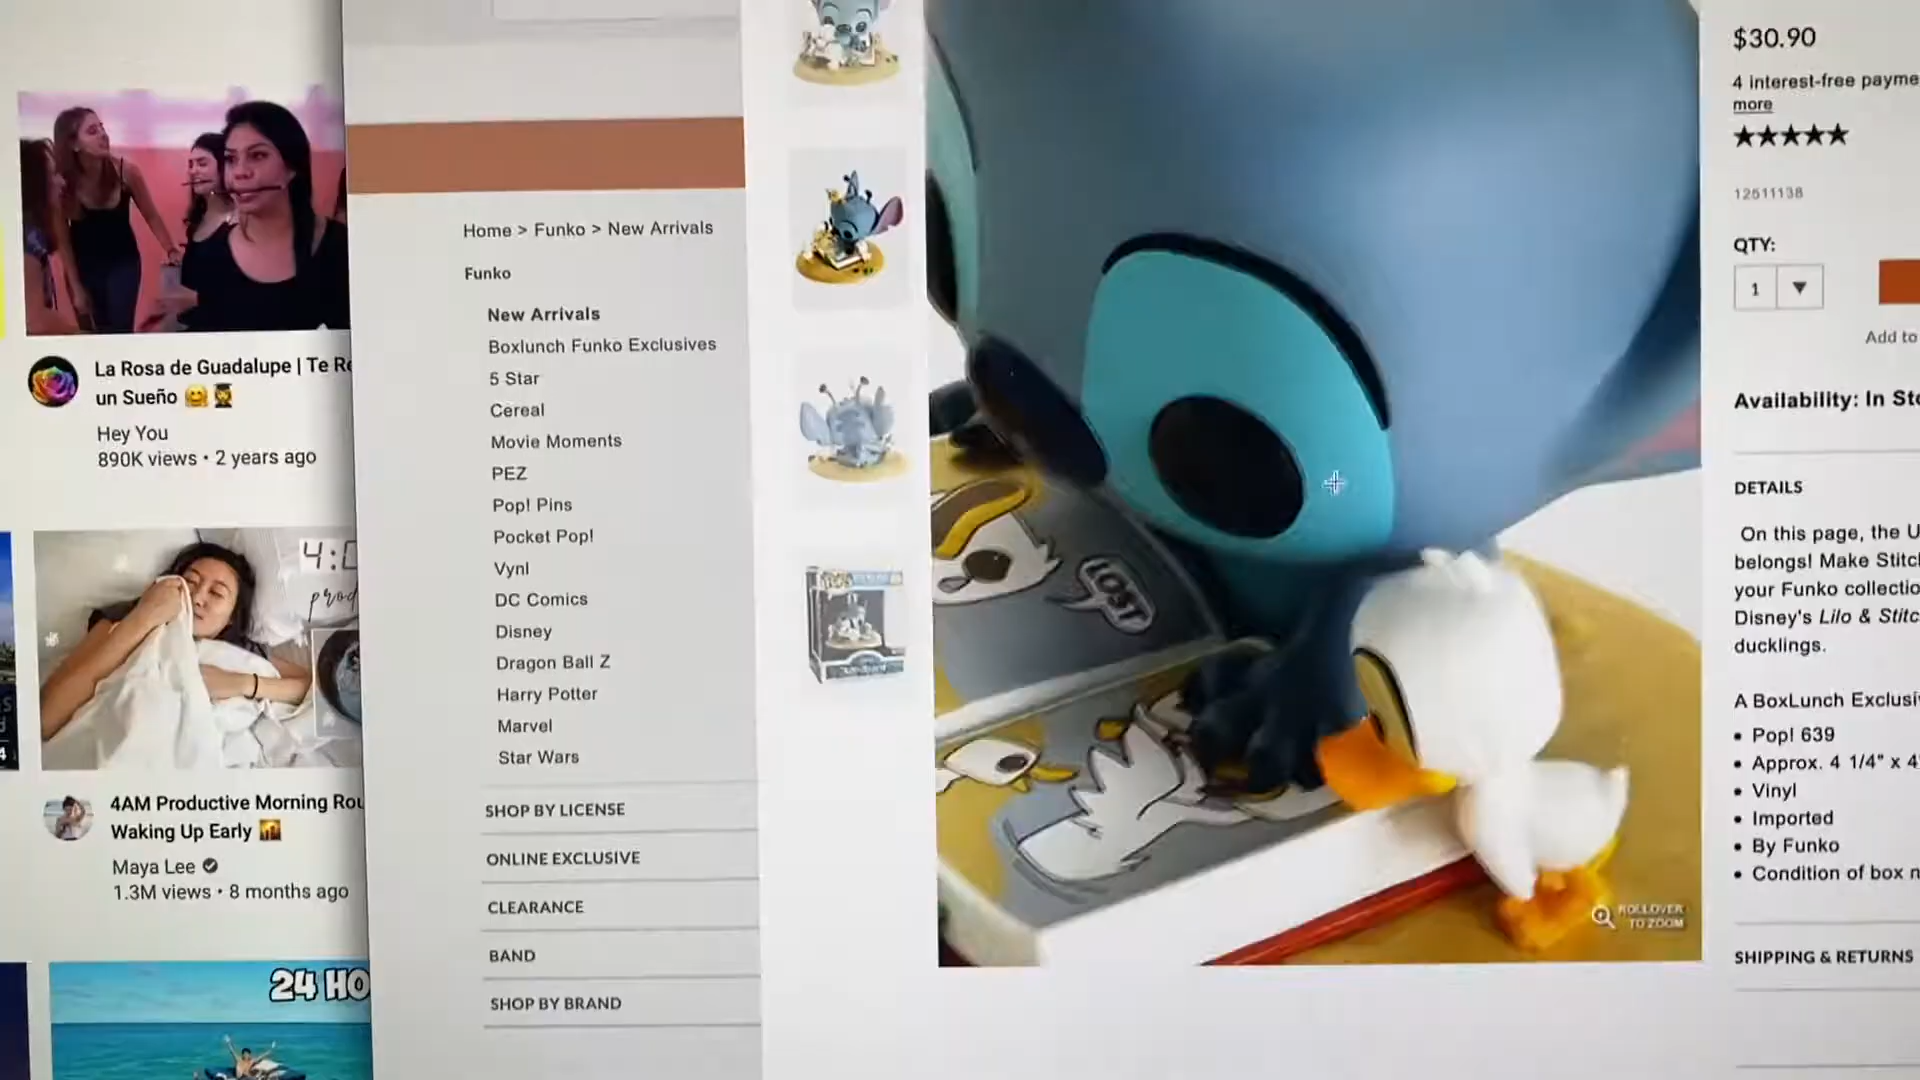 La Rosa de Guadalupe | Te Re
un Sueño 🤗👩‍🎓
Hey You
890K views • 2 years ago
4:0
prod
4AM Productive Morning Rou
Waking Up Early
Maya Lee
1.3M views • 8 months ago
24 HO
Home > Funko > New Arrivals
Funko
New Arrivals
Boxlunch Funko Exclusives
5 Star
Cereal
Movie Moments
PEZ
Pop! Pins
Pocket Pop!
Vynl
DC Comics
Disney
Dragon Ball Z
Harry Potter
Marvel
Star Wars
SHOP BY LICENSE
ONLINE EXCLUSIVE
CLEARANCE
BAND
SHOP BY BRAND
LOST
ROLLOVER
TO ZOOM
$30.90
4 interest-free payme
more
★★★★★
12511138
QTY:
1
Add to
Availability: In Sto
DETAILS
On this page, the U
belongs! Make Stitc
your Funko collectio
Disney's Lilo & Stitc
ducklings.
A BoxLunch Exclusiv
• Pop! 639
• Approx. 4 1/4" x 4"
• Vinyl
• Imported
• By Funko
• Condition of box n
SHIPPING & RETURNS